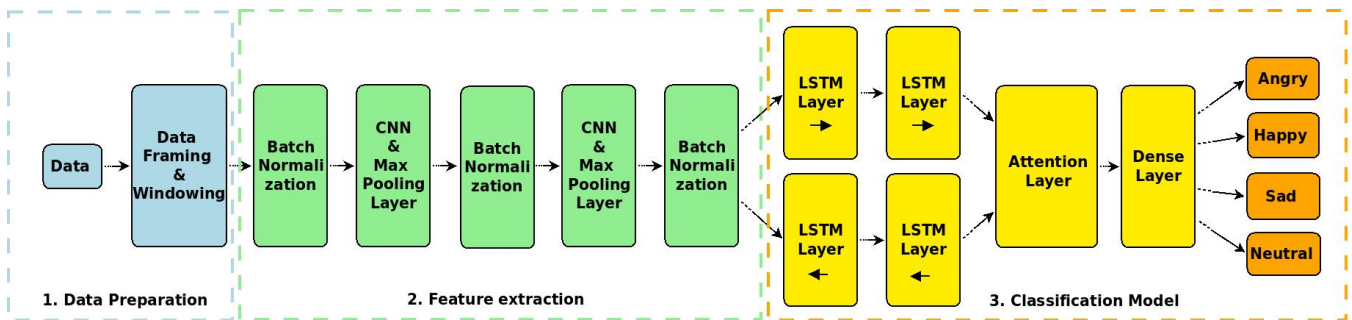 Data
Data
Framing
&
Windowing
Batch
Normali
zation
CNN
&
Max
Pooling
Layer
Batch
Normali
zation
CNN
&
Max
Pooling
Layer
Batch
Normali
zation
LSTM
Layer
LSTM
Layer
LSTM
Layer
LSTM
Layer
Attention
Layer
Dense
Layer
Angry
Happy
Sad
Neutral
1. Data Preparation
2. Feature extraction
3. Classification Model